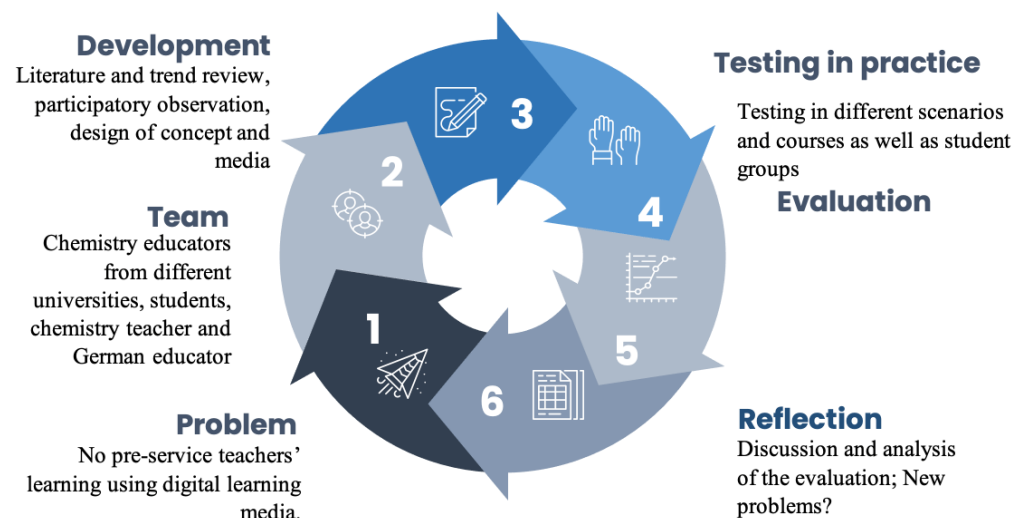 Development
Literature and trend review,
participatory observation,
design of concept and
media
Team
Chemistry educators
from different
universities, students,
chemistry teacher and
German educator
Problem
No pre-service teachers’
learning using digital learning
media.
1
2
3
4
5
6
Testing in practice
Testing in different scenarios
and courses as well as student
groups
Evaluation
Reflection
Discussion and analysis
of the evaluation; New
problems?